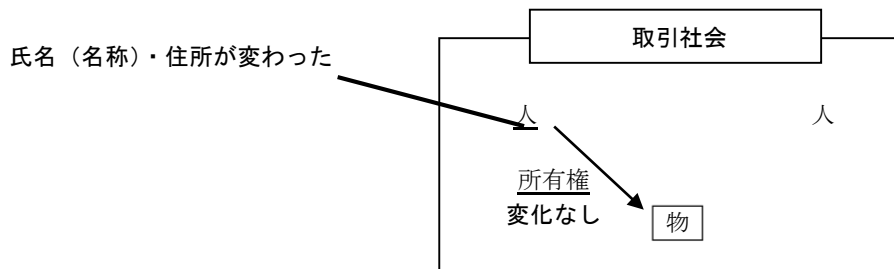 取引社会
氏名（名称）・住所が変わった
人
人
所有権
変化なし
物